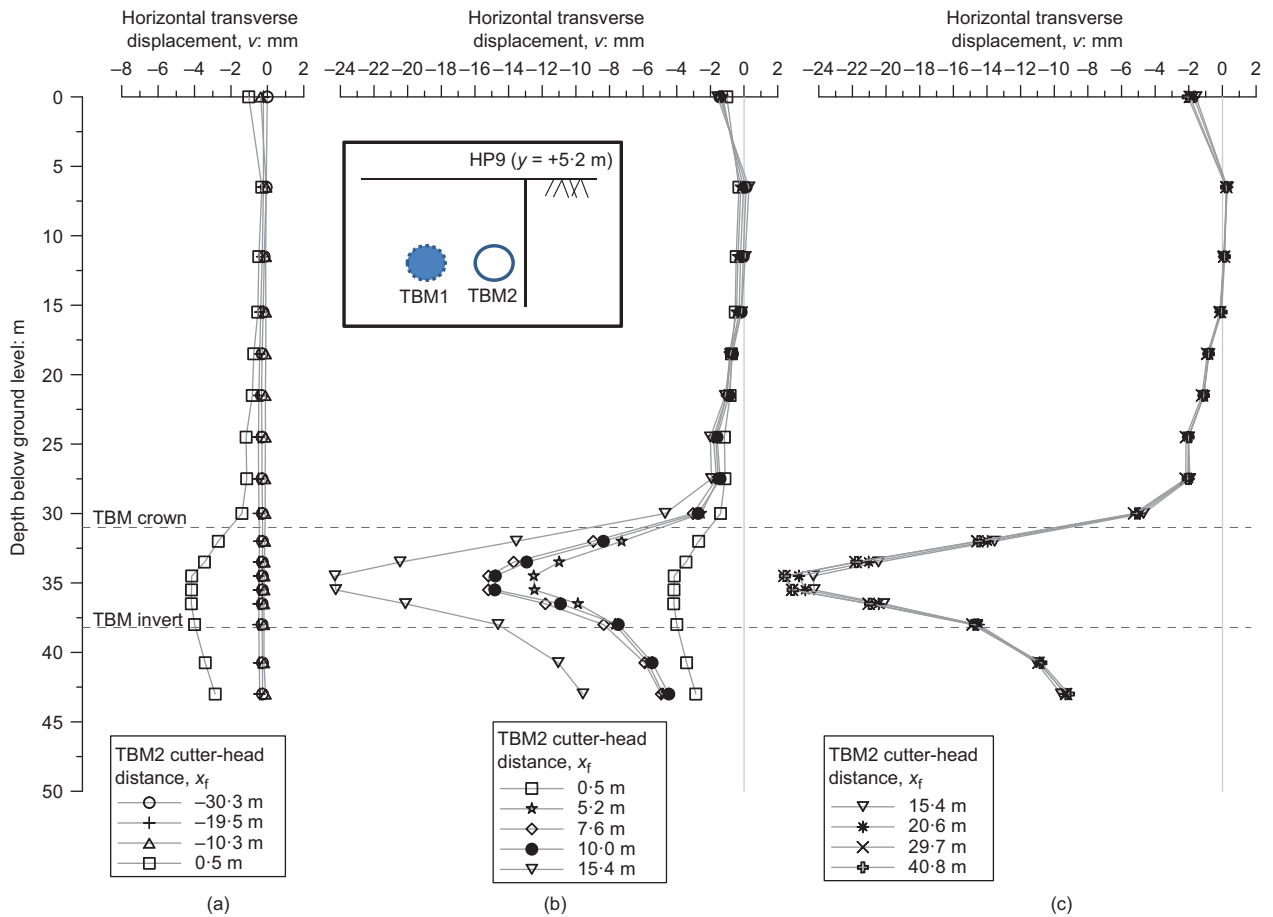 Horizontal transverse
displacement, v: mm
–8 –6 –4 –2 0 2
Horizontal transverse
displacement, v: mm
–24 –22 –20 –18 –16 –14 –12 –10 –8 –6 –4 –2 0 2
Horizontal transverse
displacement, v: mm
–24 –22 –20 –18 –16 –14 –12 –10 –8 –6 –4 –2 0 2
Depth below ground level: m
0
5
10
15
20
25
30
35
40
45
50
HP9 (y = +5·2 m)
TBM1
TBM2
TBM crown
TBM invert
TBM2 cutter-head
distance, xf
–30·3 m
–19·5 m
–10·3 m
0·5 m
(a)
TBM2 cutter-head
distance, xf
0·5 m
5·2 m
7·6 m
10·0 m
15·4 m
(b)
TBM2 cutter-head
distance, xf
15·4 m
20·6 m
29·7 m
40·8 m
(c)